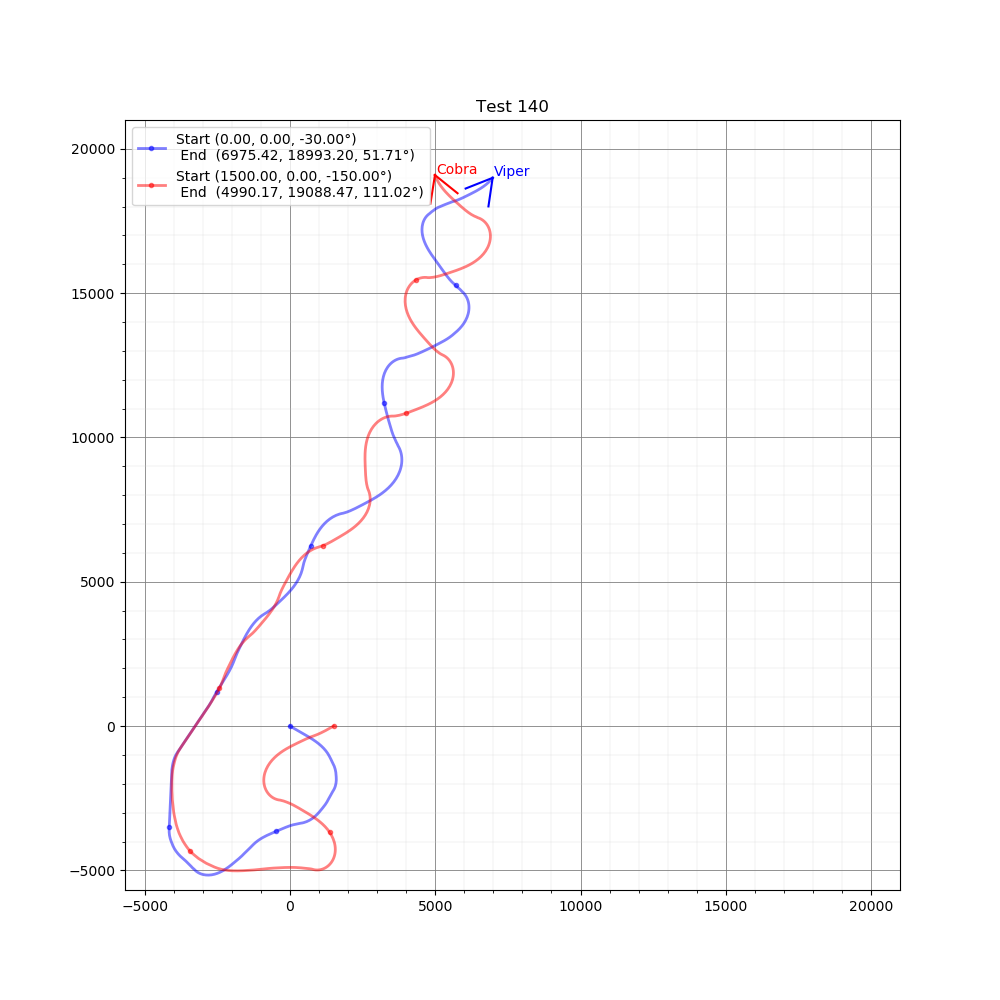 Test 140
Start (0.00, 0.00, -30.00°)
End (6975.42, 18993.20, 51.71°)
Start (1500.00, 0.00, -150.00°)
End (4990.17, 19088.47, 111.02°)
Cobra
Viper
20000
15000
10000
5000
0
−5000
−5000 0 5000 10000 15000 20000